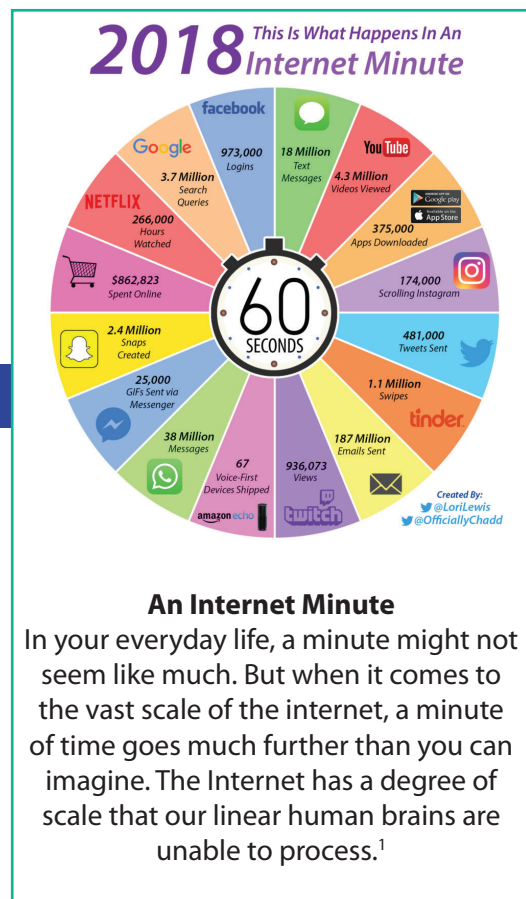 2018 This Is What Happens In An
Internet Minute
facebook
973,000
Logins
18 Million
Text
Messages
YouTube
4.3 Million
Videos Viewed
ANDROID APP ON
Google play
Available on the
App Store
375,000
Apps Downloaded
174,000
Scrolling Instagram
481,000
Tweets Sent
1.1 Million
Swipes
tinder
187 Million
Emails Sent
936,073
Views
twitch
67
Voice-First
Devices Shipped
amazon echo
38 Million
Messages
25,000
GIFs Sent via
Messenger
2.4 Million
Snaps
Created
$862,823
Spent Online
NETFLIX
266,000
Hours
Watched
Google
3.7 Million
Search
Queries
60
SECONDS
Created By:
@LoriLewis
@OfficiallyChadd
An Internet Minute
In your everyday life, a minute might not
seem like much. But when it comes to
the vast scale of the internet, a minute
of time goes much further than you can
imagine. The Internet has a degree of
scale that our linear human brains are
unable to process.1